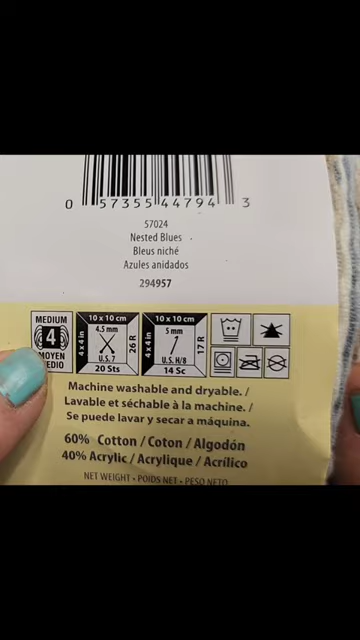 0 57355 44794 3
57024
Nested Blues
Bleus niché
Azules anidados
294957
MEDIUM
4
MOYEN
MEDIO
10 x 10 cm
4 x 4 in
4.5 mm
U.S. 7
26 R
20 Sts
10 x 10 cm
4 x 4 in
5 mm
U.S. H/8
17 R
14 Sc
Machine washable and dryable. /
Lavable et séchable à la machine. /
Se puede lavar y secar a máquina.
60% Cotton / Coton / Algodón
40% Acrylic / Acrylique / Acrílico
NET WEIGHT • POIDS NET • PESO NETO